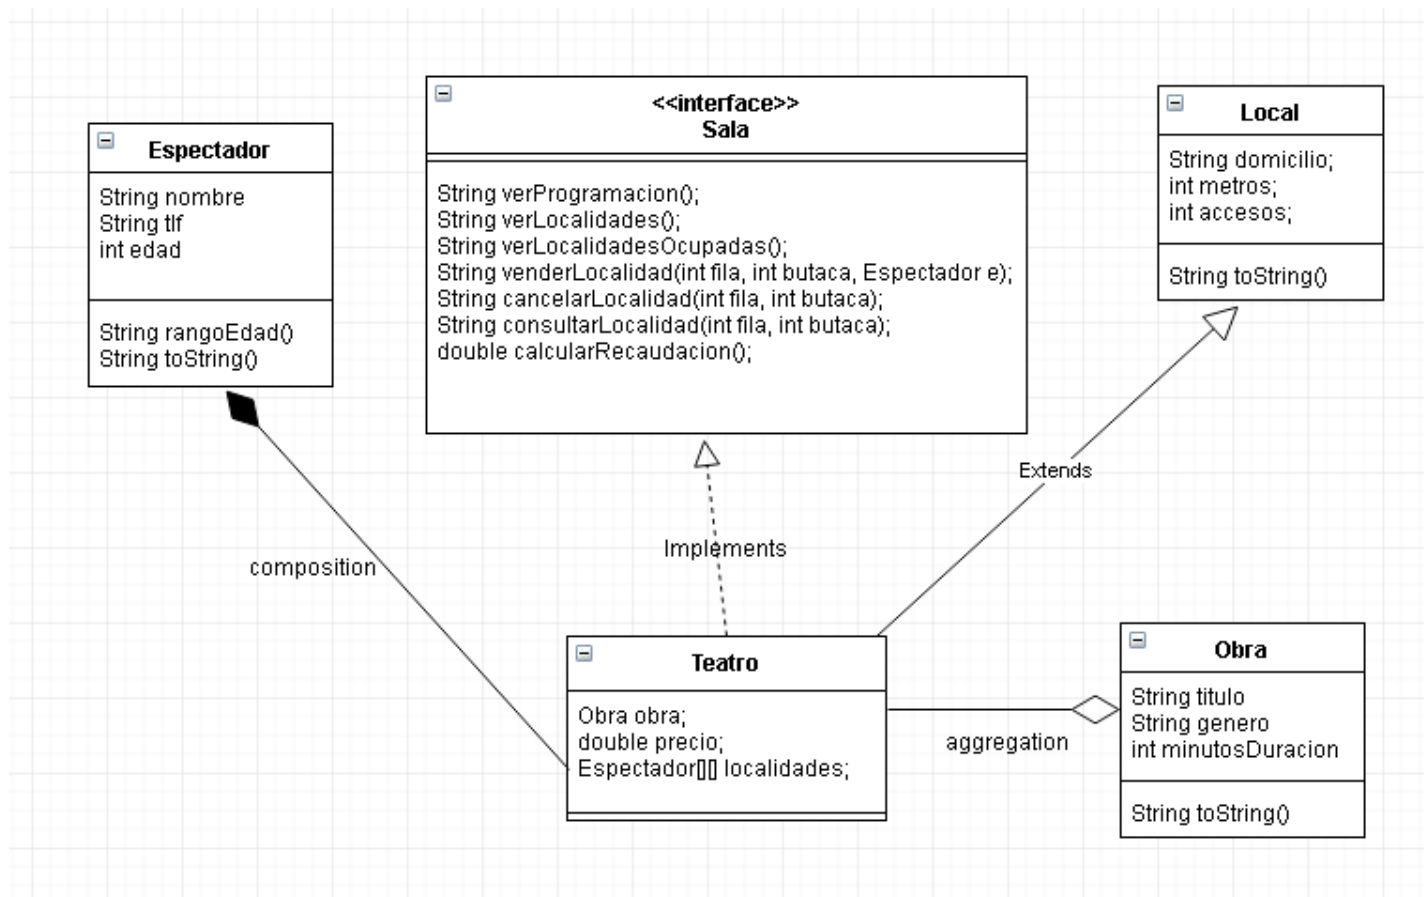 Espectador
String nombre
String tlf
int edad
String rangoEdad()
String toString()
<<interface>>
Sala
String verProgramacion();
String verLocalidades();
String verLocalidadesOcupadas();
String venderLocalidad(int fila, int butaca, Espectador e);
String cancelarLocalidad(int fila, int butaca);
String consultarLocalidad(int fila, int butaca);
double calcularRecaudacion();
Local
String domicilio;
int metros;
int accesos;
String toString()
Extends
Implements
composition
Teatro
Obra obra;
double precio;
Espectador[][] localidades;
aggregation
Obra
String titulo
String genero
int minutosDuracion
String toString()